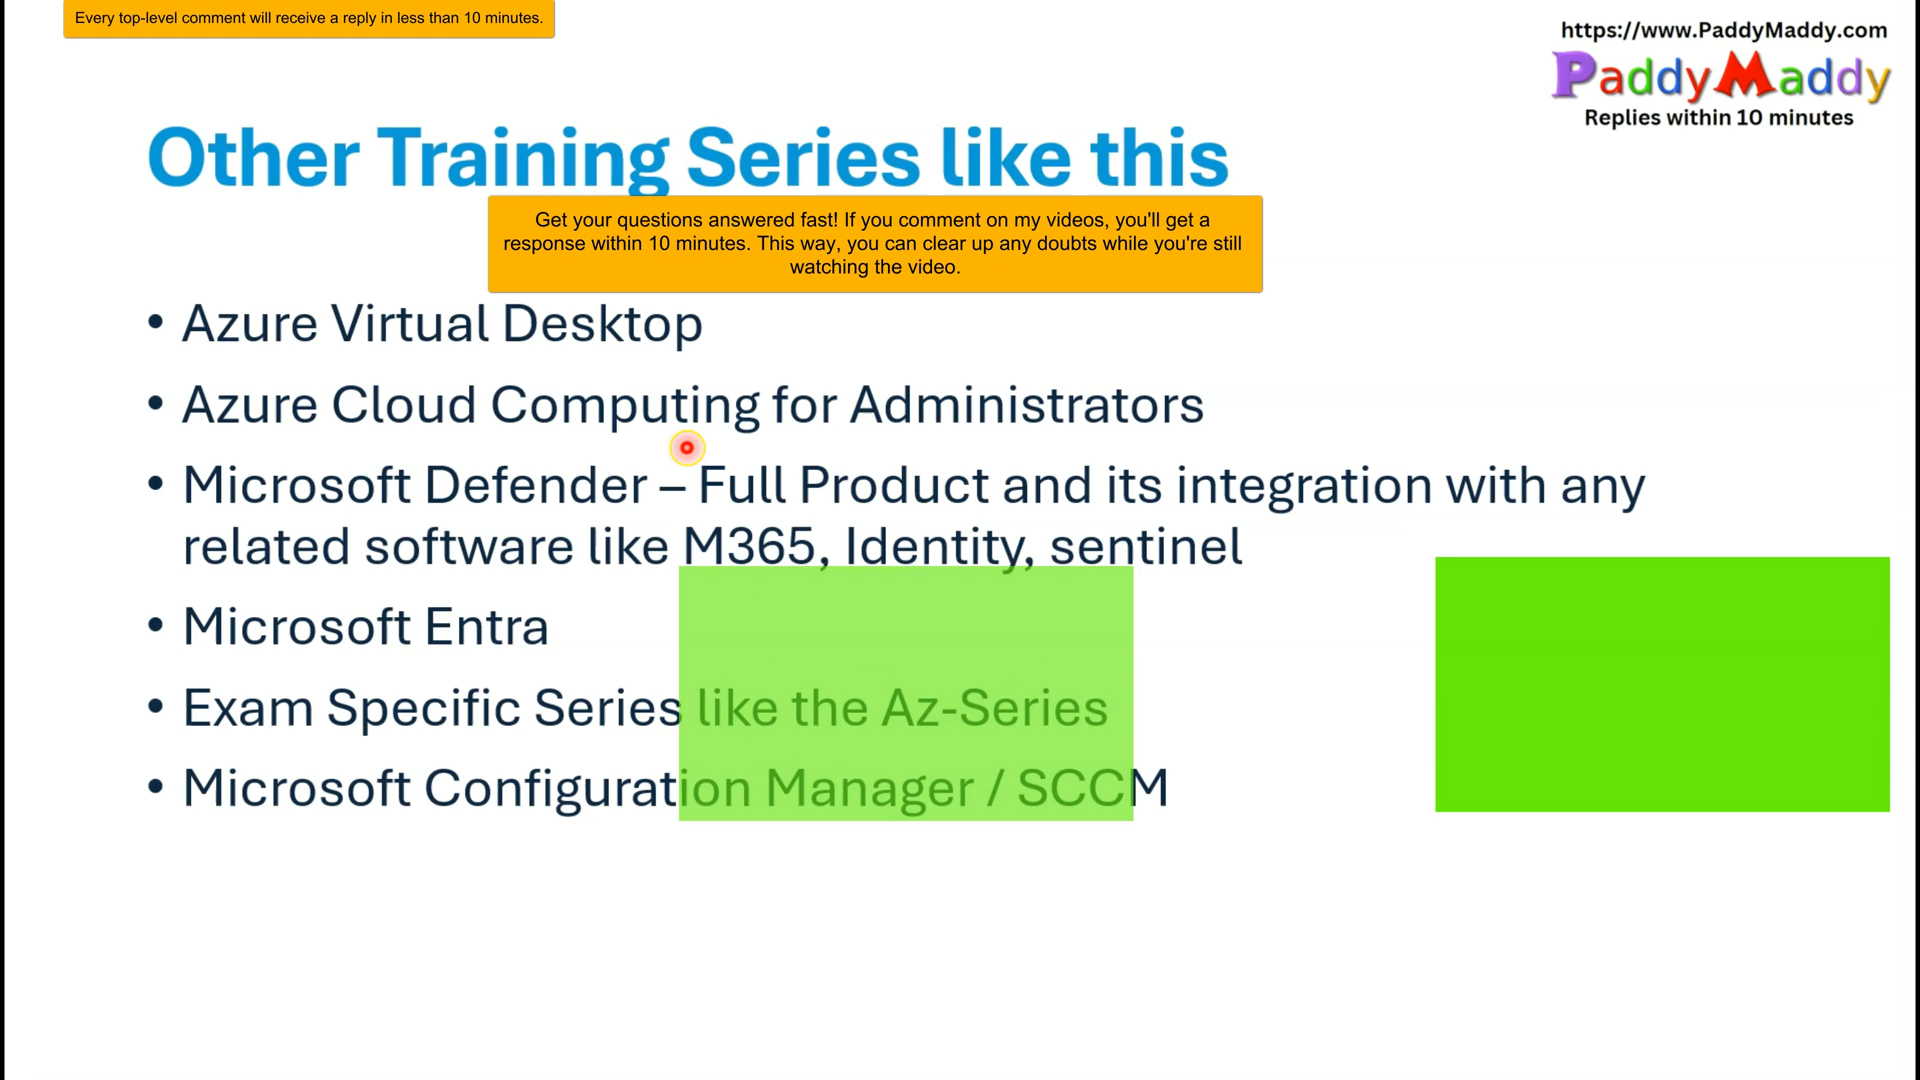 Every top-level comment will receive a reply in less than 10 minutes.
https://www.PaddyMaddy.com
PaddyMaddy
Replies within 10 minutes
Other Training Series like this
Get your questions answered fast! If you comment on my videos, you'll get a
response within 10 minutes. This way, you can clear up any doubts while you're still
watching the video.
• Azure Virtual Desktop
• Azure Cloud Computing for Administrators
• Microsoft Defender – Full Product and its integration with any
related software like M365, Identity, sentinel
• Microsoft Entra
• Exam Specific Series like the Az-Series
• Microsoft Configuration Manager / SCCM